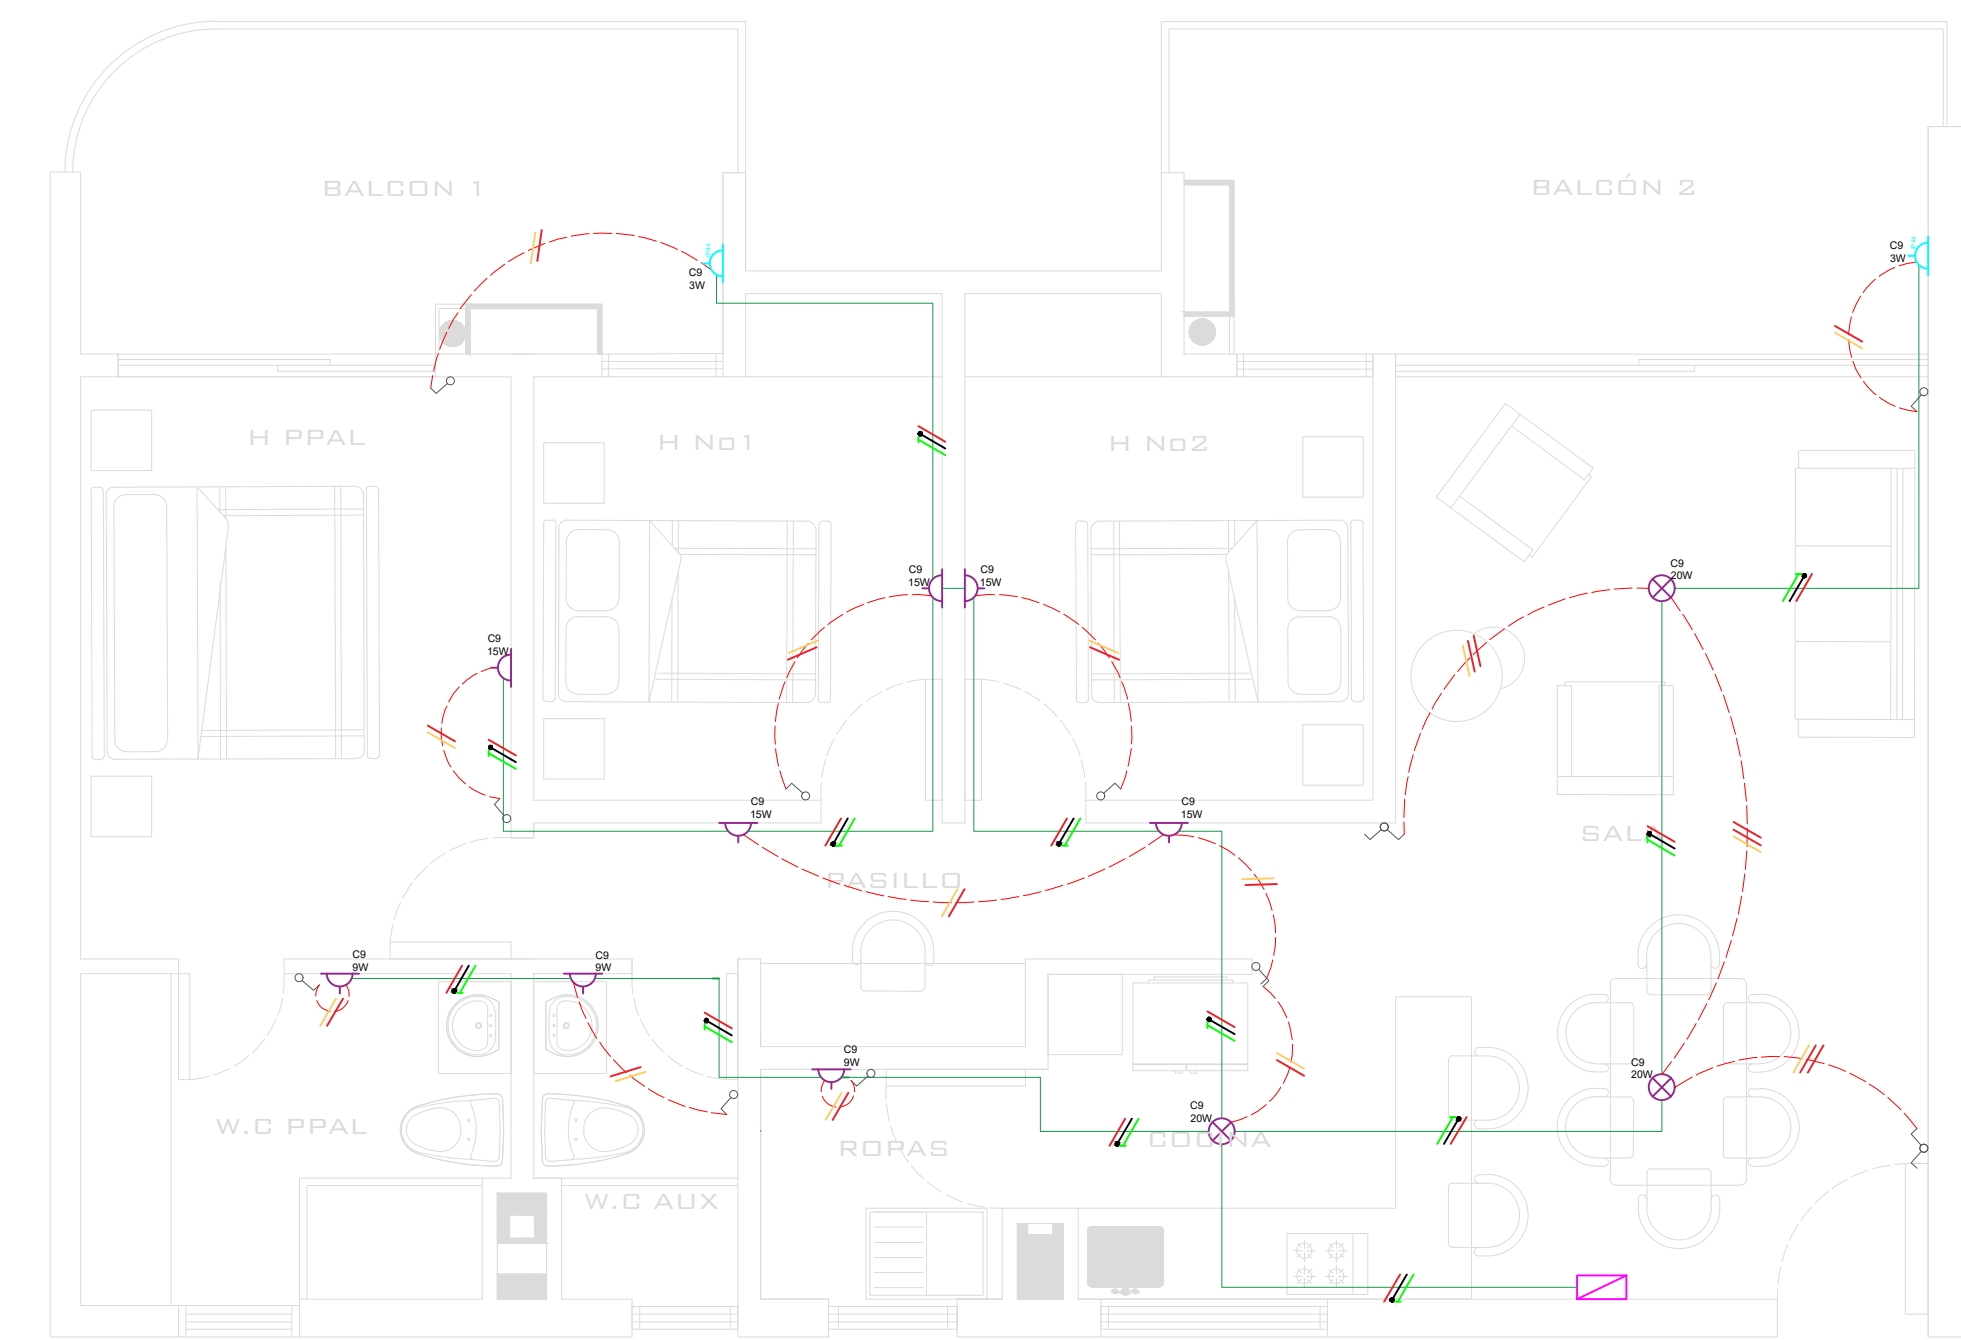 BALCON 1
BALCÓN 2
C9
3W
C9
3W
H PPAL
H No1
H No2
C9
15W
C9
15W
C9
20W
C9
15W
C9
15W
C9
15W
SAL
PASILLO
C9
9W
C9
9W
C9
9W
C9
20W
C9
20W
W.C PPAL
ROPAS
COCINA
W.C AUX